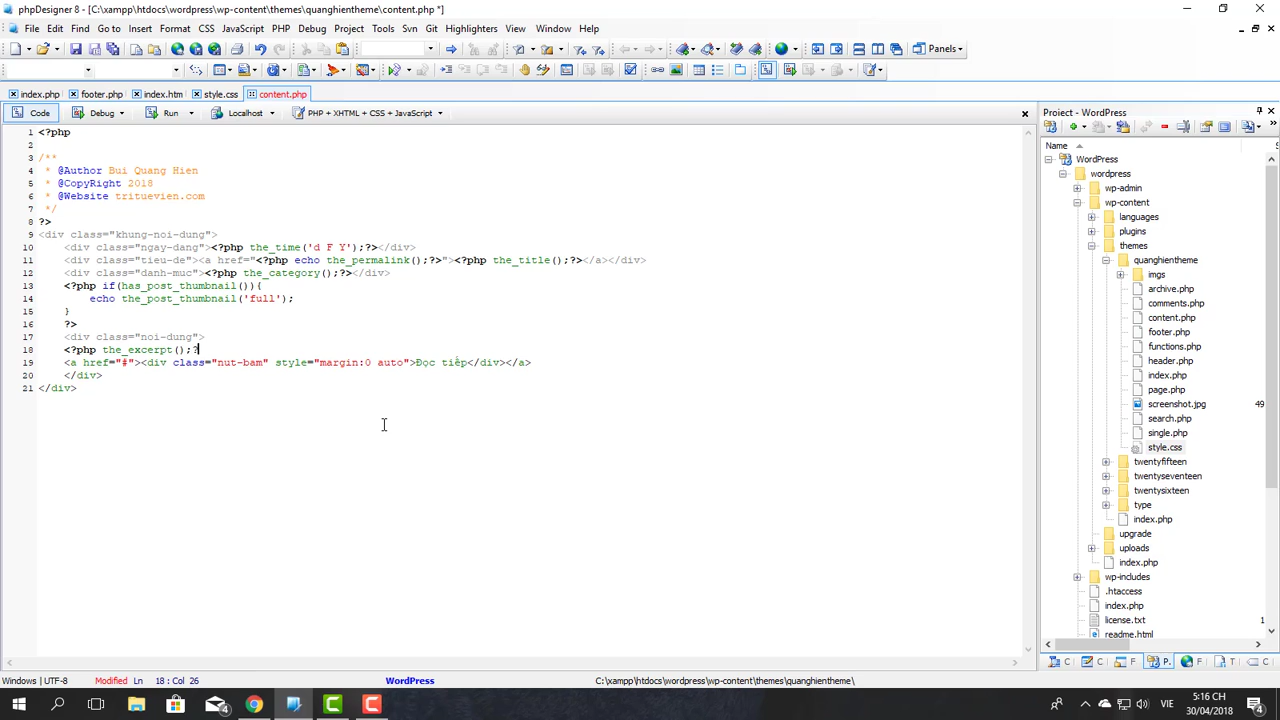 phpDesigner 8 - [C:\xampp\htdocs\wordpress\wp-content\themes\quanghientheme\content.php *]
File Edit Find Go to Insert Format CSS JavaScript PHP Debug Project Tools Svn Git Highlighters View Window Help
Panels
index.php footer.php index.htm style.css content.php
Code Debug Run Localhost PHP + XHTML + CSS + JavaScript
1 <?php
2
3 /**
4 * @Author Bui Quang Hien
5 * @CopyRight 2018
6 * @Website trituevien.com
7 */
8 ?>
9 <div class="khung-noi-dung">
10 <div class="ngay-dang"><?php the_time('d F Y');?></div>
11 <div class="tieu-de"><a href="<?php echo the_permalink();?>"><?php the_title();?></a></div>
12 <div class="danh-muc"><?php the_category();?></div>
13 <?php if(has_post_thumbnail()){
14 echo the_post_thumbnail('full');
15 }
16 ?>
17 <div class="noi-dung">
18 <?php the_excerpt();?
19 <a href="#"><div class="nut-bam" style="margin:0 auto">Đọc tiếp</div></a>
20 </div>
21 </div>
Project - WordPress
Name
WordPress
wordpress
wp-admin
wp-content
languages
plugins
themes
quanghientheme
imgs
archive.php
comments.php
content.php
footer.php
functions.php
header.php
index.php
page.php
screenshot.jpg 49
search.php
single.php
style.css
twentyfifteen
twentyseventeen
twentysixteen
type
index.php
upgrade
uploads
index.php
wp-includes
.htaccess
index.php
license.txt 1
readme.html
C C F P. F T C
Windows | UTF-8 Modified Ln 18 : Col 26 WordPress C:\xampp\htdocs\wordpress\wp-content\themes\quanghientheme\
4 VIE 5:16 CH
30/04/2018 4